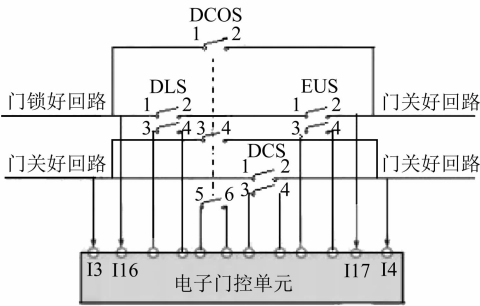 DCOS
1 2
DLS EUS
门锁好回路 1 2 1 2 门关好回路
3 4 3 4 3 4
门关好回路 DCS 门关好回路
1 2
5 6 3 4
I3 I16 电子门控单元 I17 I4